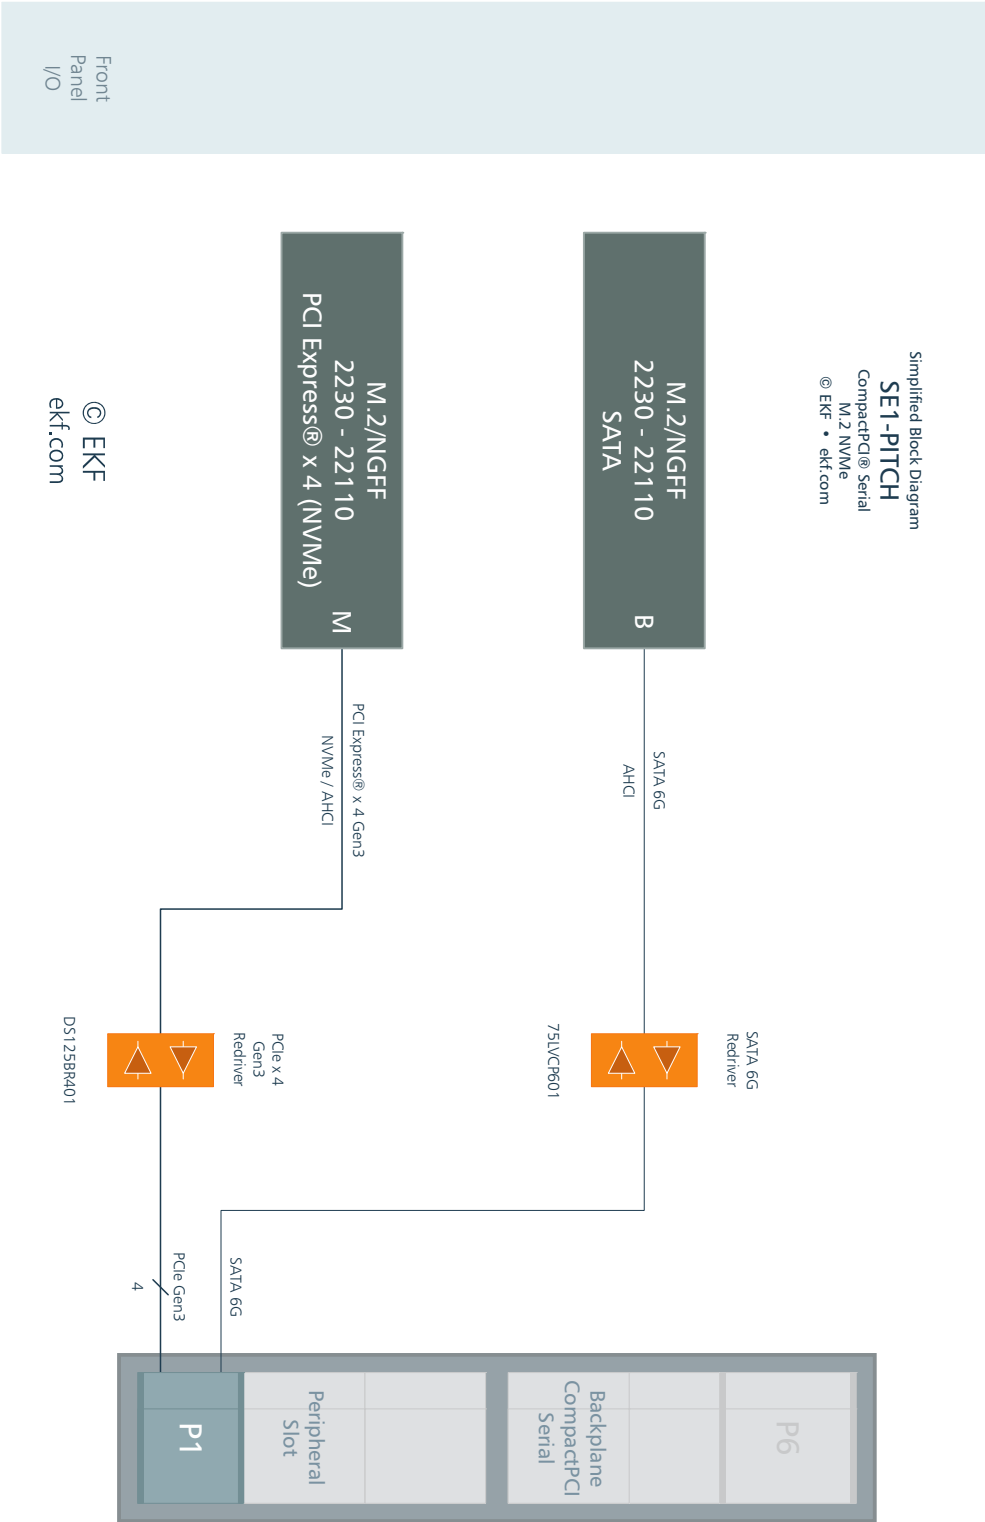 Simplified Block Diagram
SE1-PITCH
CompactPCI® Serial
M.2 NVMe
© EKF • ekf.com
M.2/NGFF
2230 - 22110
SATA
B
SATA 6G
AHCI
SATA 6G
Redriver
75LVCP601
P6
Backplane
CompactPCI
Serial
M.2/NGFF
2230 - 22110
PCI Express® x 4 (NVMe)
M
PCI Express® x 4 Gen3
NVMe / AHCI
PCIe x 4
Gen3
Redriver
DS125BR401
SATA 6G
PCIe Gen3
4
Peripheral
Slot
P1
Front
Panel
I/O
© EKF
ekf.com